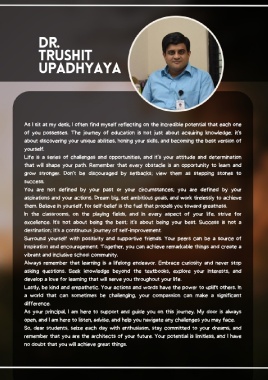 DR.
TRUSHIT
UPADHYAYA
As I sit at my desk, I often find myself reflecting on the incredible potential that each one
of you possesses. The journey of education is not just about acquiring knowledge; it's
about discovering your unique abilities, honing your skills, and becoming the best version of
yourself.
Life is a series of challenges and opportunities, and it's your attitude and determination
that will shape your path. Remember that every obstacle is an opportunity to learn and
grow stronger. Don't be discouraged by setbacks; view them as stepping stones to
success.
You are not defined by your past or your circumstances; you are defined by your
aspirations and your actions. Dream big, set ambitious goals, and work tirelessly to achieve
them. Believe in yourself, for self-belief is the fuel that propels you toward greatness.
In the classrooms, on the playing fields, and in every aspect of your life, strive for
excellence. It's not about being the best; it's about being your best. Success is not a
destination; it's a continuous journey of self-improvement.
Surround yourself with positivity and supportive friends. Your peers can be a source of
inspiration and encouragement. Together, you can achieve remarkable things and create a
vibrant and inclusive school community.
Always remember that learning is a lifelong endeavor. Embrace curiosity and never stop
asking questions. Seek knowledge beyond the textbooks, explore your interests, and
develop a love for learning that will serve you throughout your life.
Lastly, be kind and empathetic. Your actions and words have the power to uplift others. In
a world that can sometimes be challenging, your compassion can make a significant
difference.
As your principal, I am here to support and guide you on this journey. My door is always
open, and I am here to listen, advise, and help you navigate any challenges you may face.
So, dear students, seize each day with enthusiasm, stay committed to your dreams, and
remember that you are the architects of your future. Your potential is limitless, and I have
no doubt that you will achieve great things.